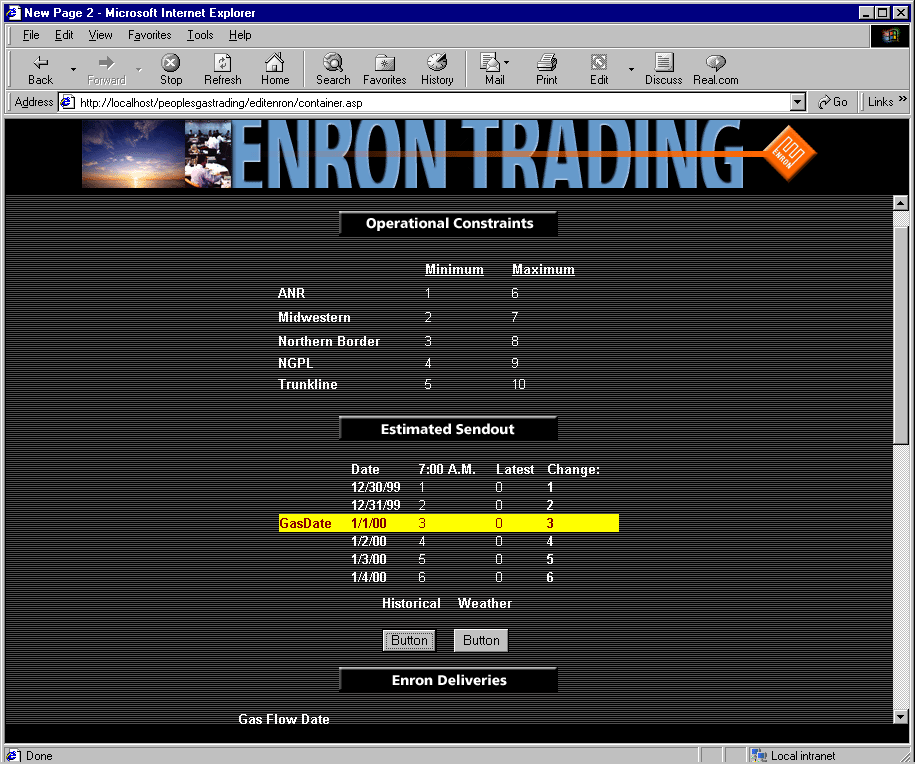 New Page 2 - Microsoft Internet Explorer
File Edit View Favorites Tools Help
Back Forward Stop Refresh Home Search Favorites History Mail Print Edit Discuss Real.com
Address http://localhost/peoplesgastrading/editenron/container.asp Go Links »
ENRON TRADING ENRON
Operational Constraints
Minimum Maximum
ANR 1 6
Midwestern 2 7
Northern Border 3 8
NGPL 4 9
Trunkline 5 10
Estimated Sendout
Date 7:00 A.M. Latest Change:
12/30/99 1 0 1
12/31/99 2 0 2
GasDate 1/1/00 3 0 3
1/2/00 4 0 4
1/3/00 5 0 5
1/4/00 6 0 6
Historical Weather
Button Button
Enron Deliveries
Gas Flow Date
Done Local intranet